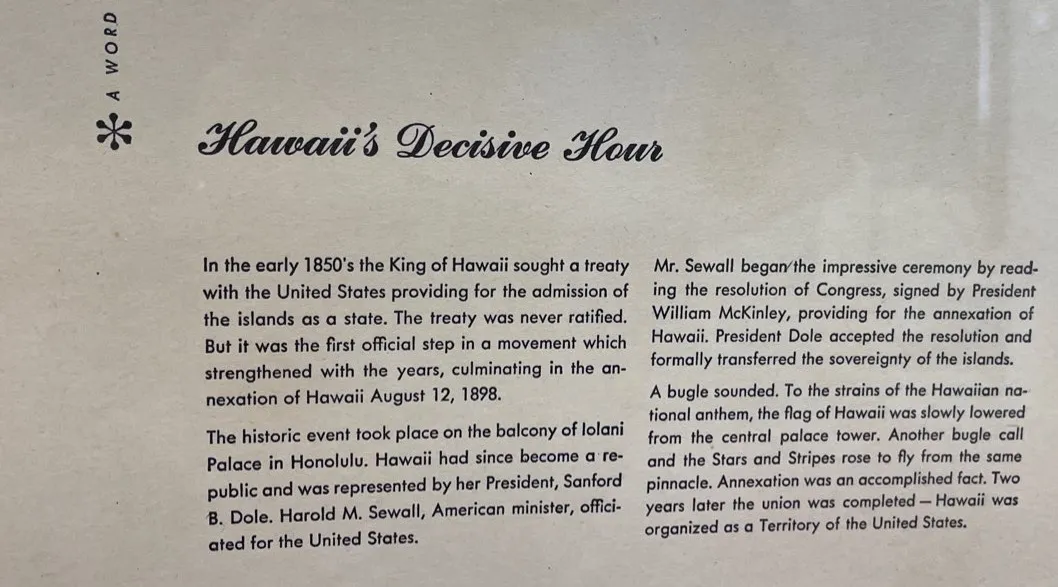 A WORD
Hawaii's Decisive Hour
In the early 1850's the King of Hawaii sought a treaty
with the United States providing for the admission of
the islands as a state. The treaty was never ratified.
But it was the first official step in a movement which
strengthened with the years, culminating in the an-
nexation of Hawaii August 12, 1898.
The historic event took place on the balcony of Iolani
Palace in Honolulu. Hawaii had since become a re-
public and was represented by her President, Sanford
B. Dole. Harold M. Sewall, American minister, offici-
ated for the United States.
Mr. Sewall began the impressive ceremony by read-
ing the resolution of Congress, signed by President
William McKinley, providing for the annexation of
Hawaii. President Dole accepted the resolution and
formally transferred the sovereignty of the islands.
A bugle sounded. To the strains of the Hawaiian na-
tional anthem, the flag of Hawaii was slowly lowered
from the central palace tower. Another bugle call
and the Stars and Stripes rose to fly from the same
pinnacle. Annexation was an accomplished fact. Two
years later the union was completed — Hawaii was
organized as a Territory of the United States.